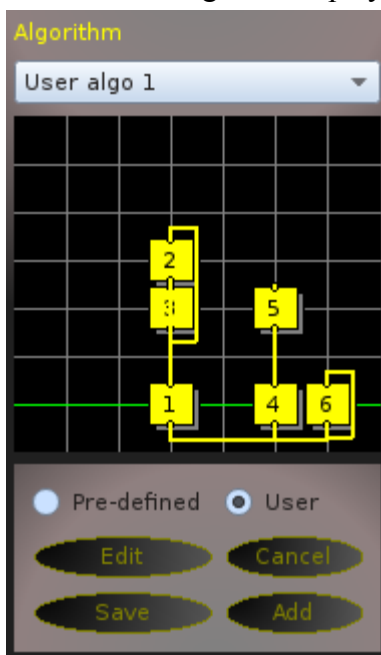 Algorithm
User algo 1
2
3 5
1 4 6
Pre-defined User
Edit Cancel
Save Add